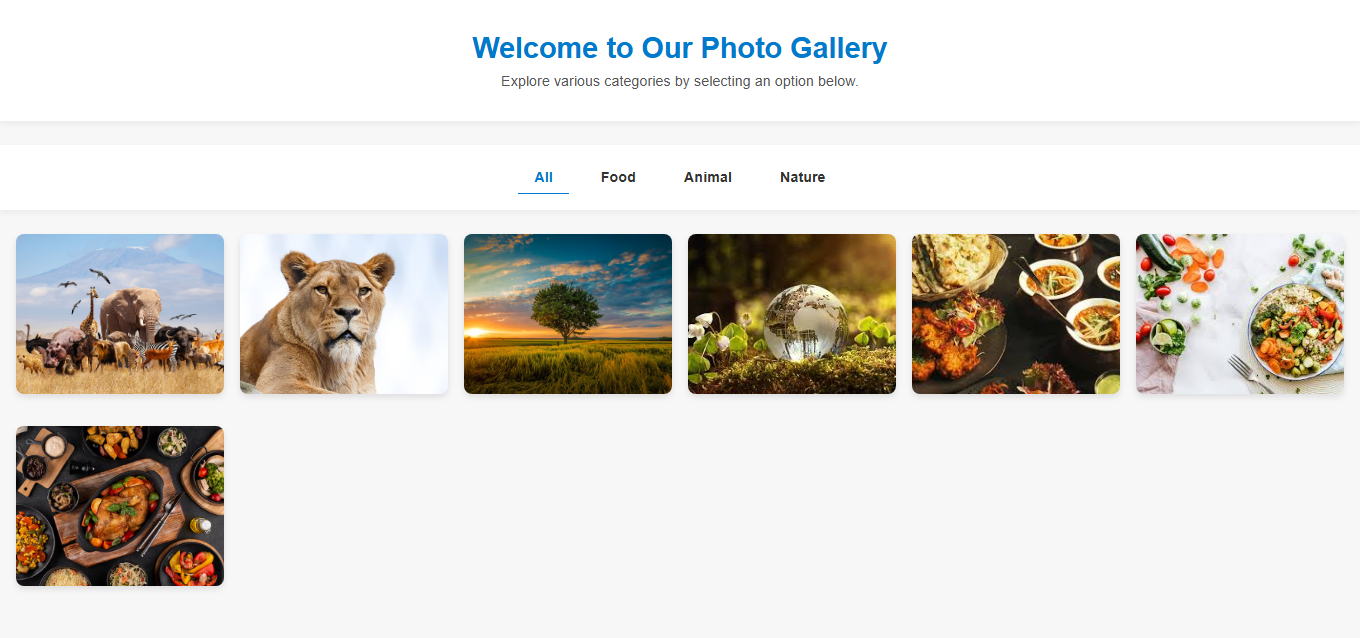 Welcome to Our Photo Gallery
Explore various categories by selecting an option below.
All Food Animal Nature